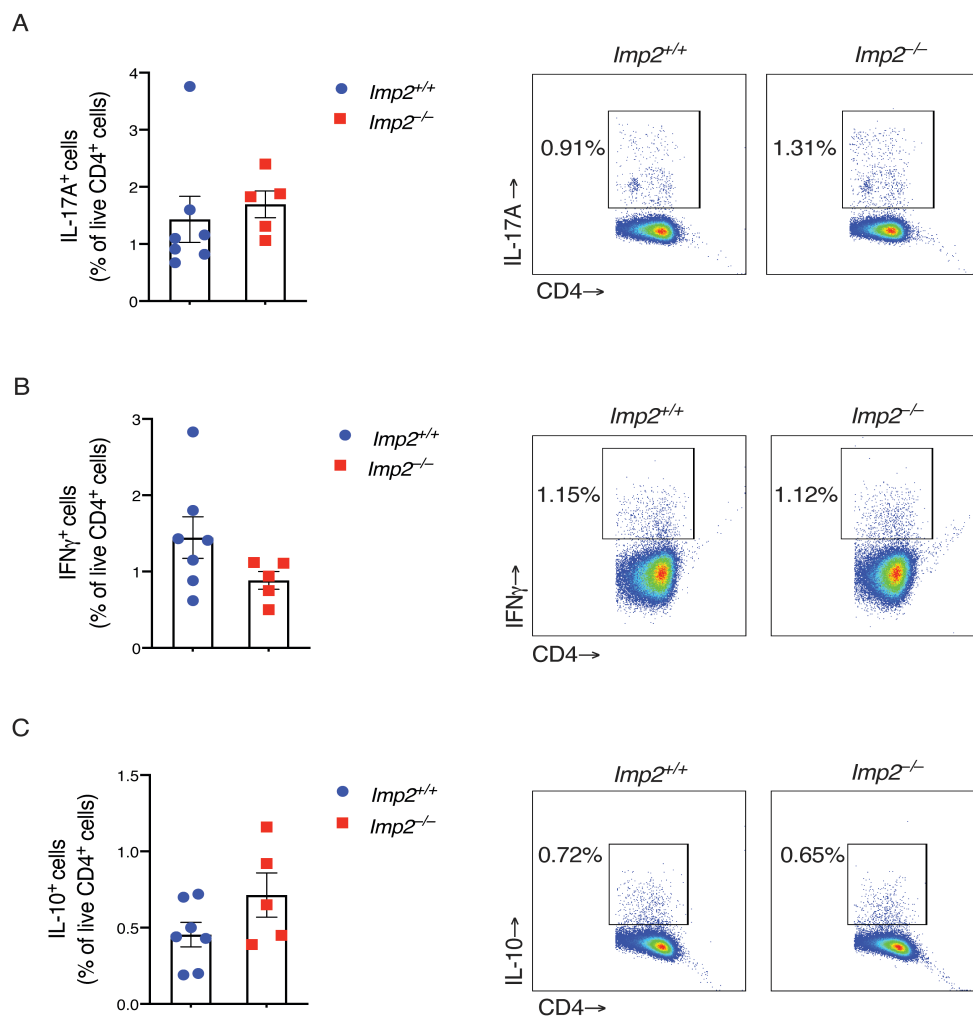 A
IL-17A⁺ cells
(% of live CD4⁺ cells)
4
3
2
1
0
Imp2⁺/⁺
Imp2⁻/⁻
Imp2⁺/⁺
Imp2⁻/⁻
0.91%
1.31%
IL-17A→
CD4→
B
IFNγ⁺ cells
(% of live CD4⁺ cells)
3
2
1
0
Imp2⁺/⁺
Imp2⁻/⁻
Imp2⁺/⁺
Imp2⁻/⁻
1.15%
1.12%
IFNγ→
CD4→
C
IL-10⁺ cells
(% of live CD4⁺ cells)
1.5
1.0
0.5
0.0
Imp2⁺/⁺
Imp2⁻/⁻
Imp2⁺/⁺
Imp2⁻/⁻
0.72%
0.65%
IL-10→
CD4→